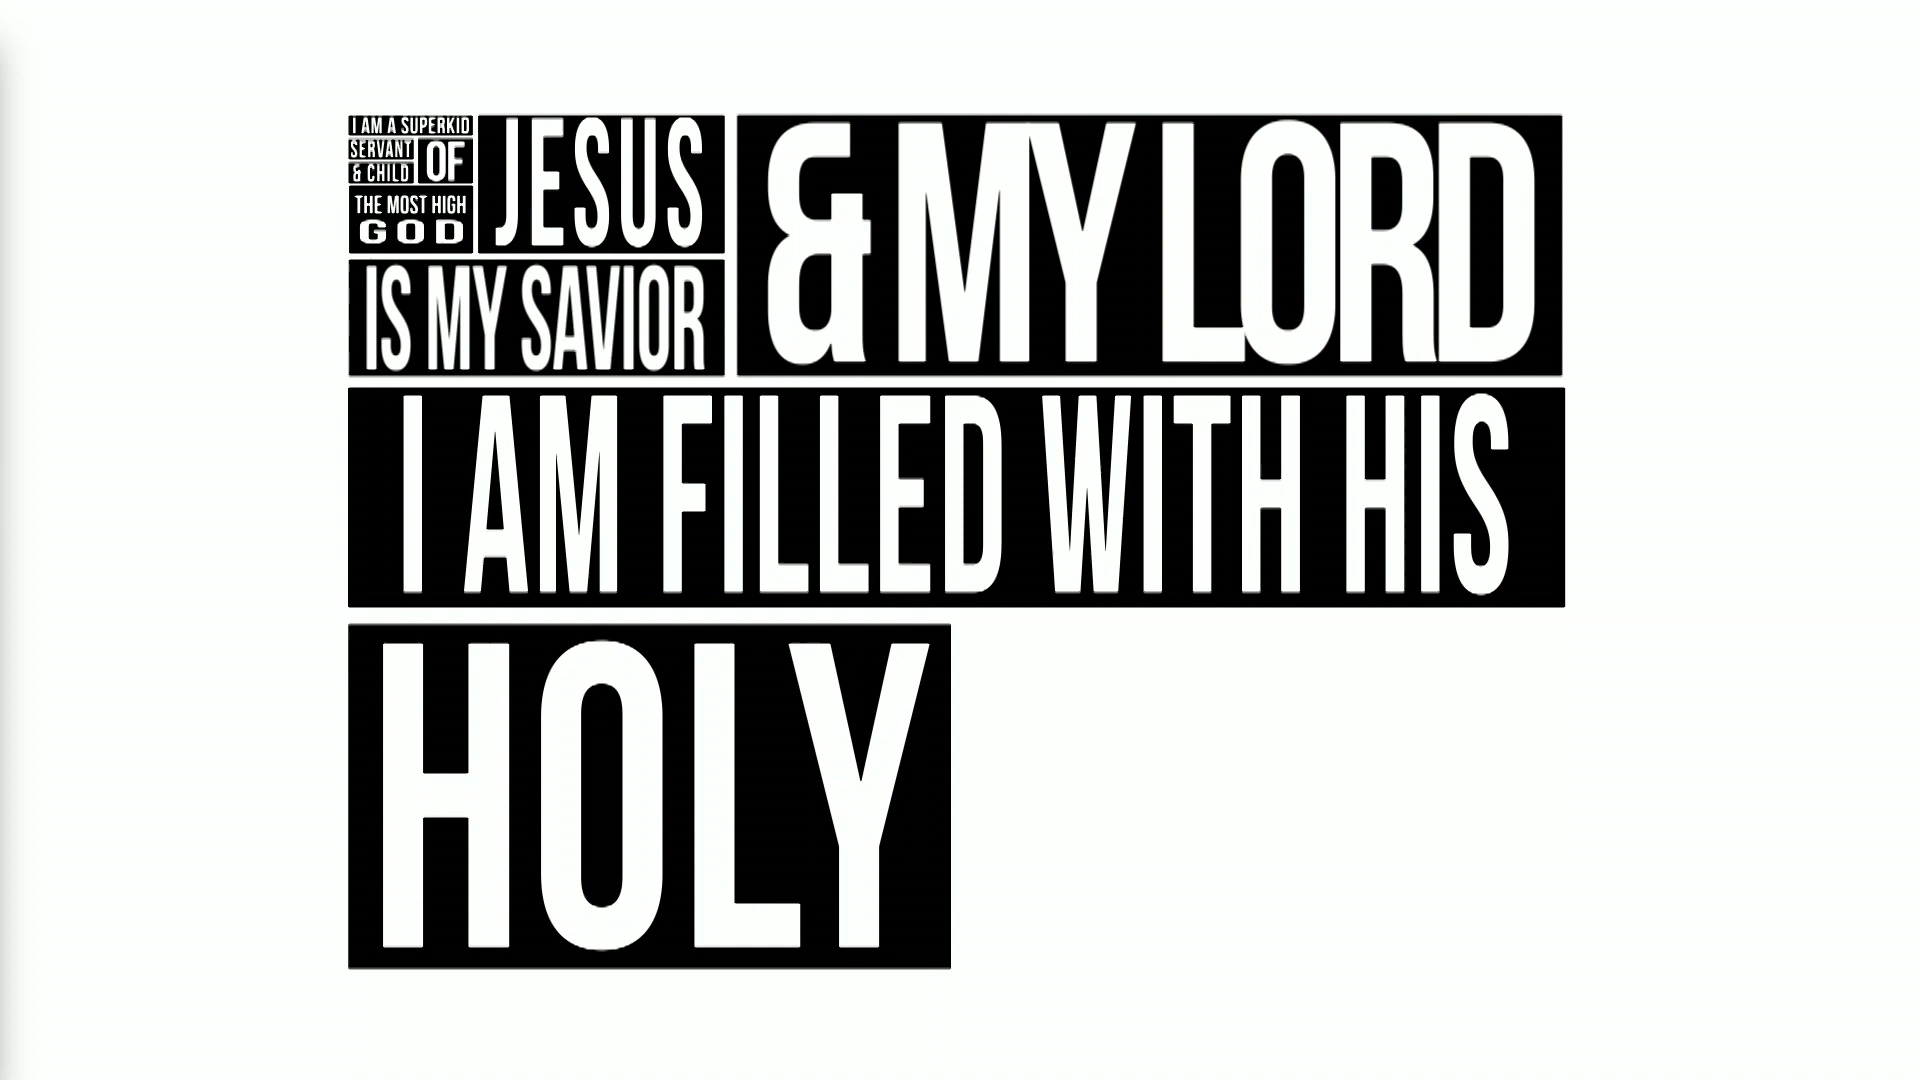 I AM A SUPERKID
SERVANT
& CHILD
OF
THE MOST HIGH
GOD
JESUS
IS MY SAVIOR
& MY LORD
I AM FILLED WITH HIS
HOLY